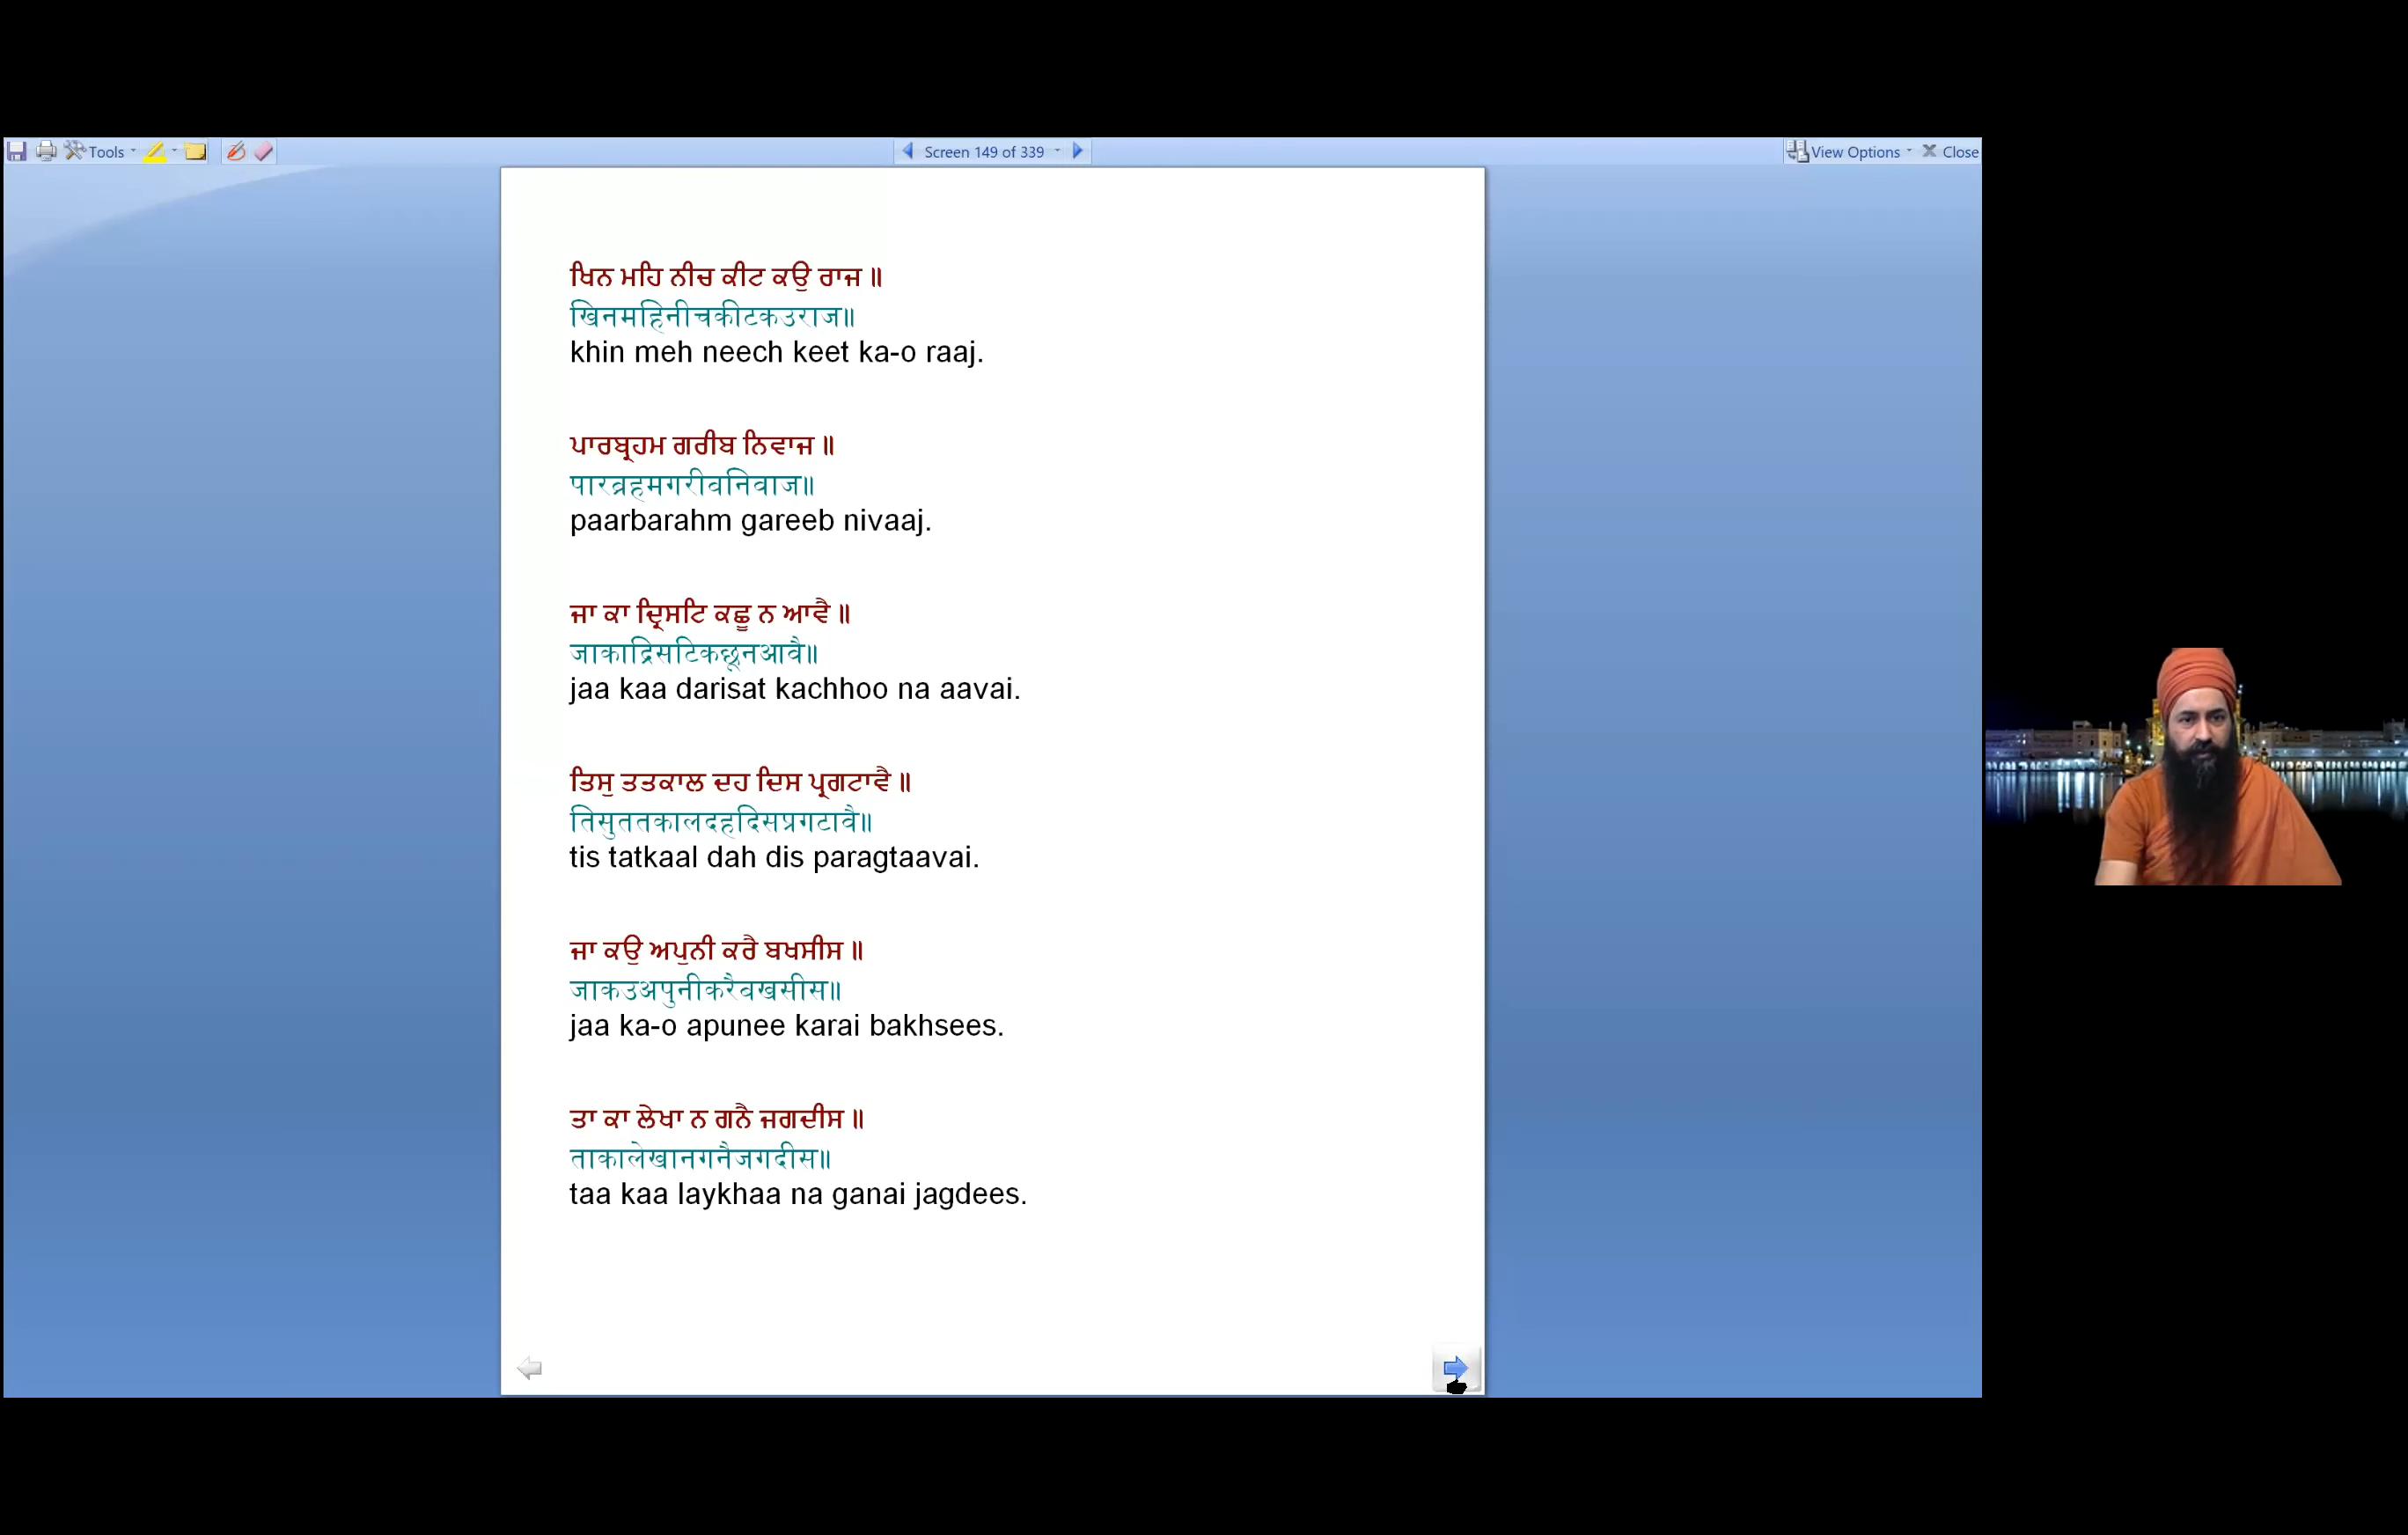 Tools
Screen 149 of 339
View Options
Close
ਖਿਨ ਮਹਿ ਨੀਚ ਕੀਟ ਕਉ ਰਾਜ ॥
खिनमहिनीचकीटकउराज॥
khin meh neech keet ka-o raaj.
ਪਾਰਬ੍ਰਹਮ ਗਰੀਬ ਨਿਵਾਜ ॥
पारब्रहमगरीबनिवाज॥
paarbarahm gareeb nivaaj.
ਜਾ ਕਾ ਦ੍ਰਿਸਟਿ ਕਛੂ ਨ ਆਵੈ ॥
जाकाद्रिसटिकछूनआवै॥
jaa kaa darisat kachhoo na aavai.
ਤਿਸੁ ਤਤਕਾਲ ਦਹ ਦਿਸ ਪ੍ਰਗਟਾਵੈ ॥
तिसुततकालदहदिसप्रगटावै॥
tis tatkaal dah dis paragtaavai.
ਜਾ ਕਉ ਅਪੁਨੀ ਕਰੈ ਬਖਸੀਸ ॥
जाकउअपुनीकरैबखसीस॥
jaa ka-o apunee karai bakhsees.
ਤਾ ਕਾ ਲੇਖਾ ਨ ਗਨੈ ਜਗਦੀਸ ॥
ताकालेखानगनैजगदीस॥
taa kaa laykhaa na ganai jagdees.